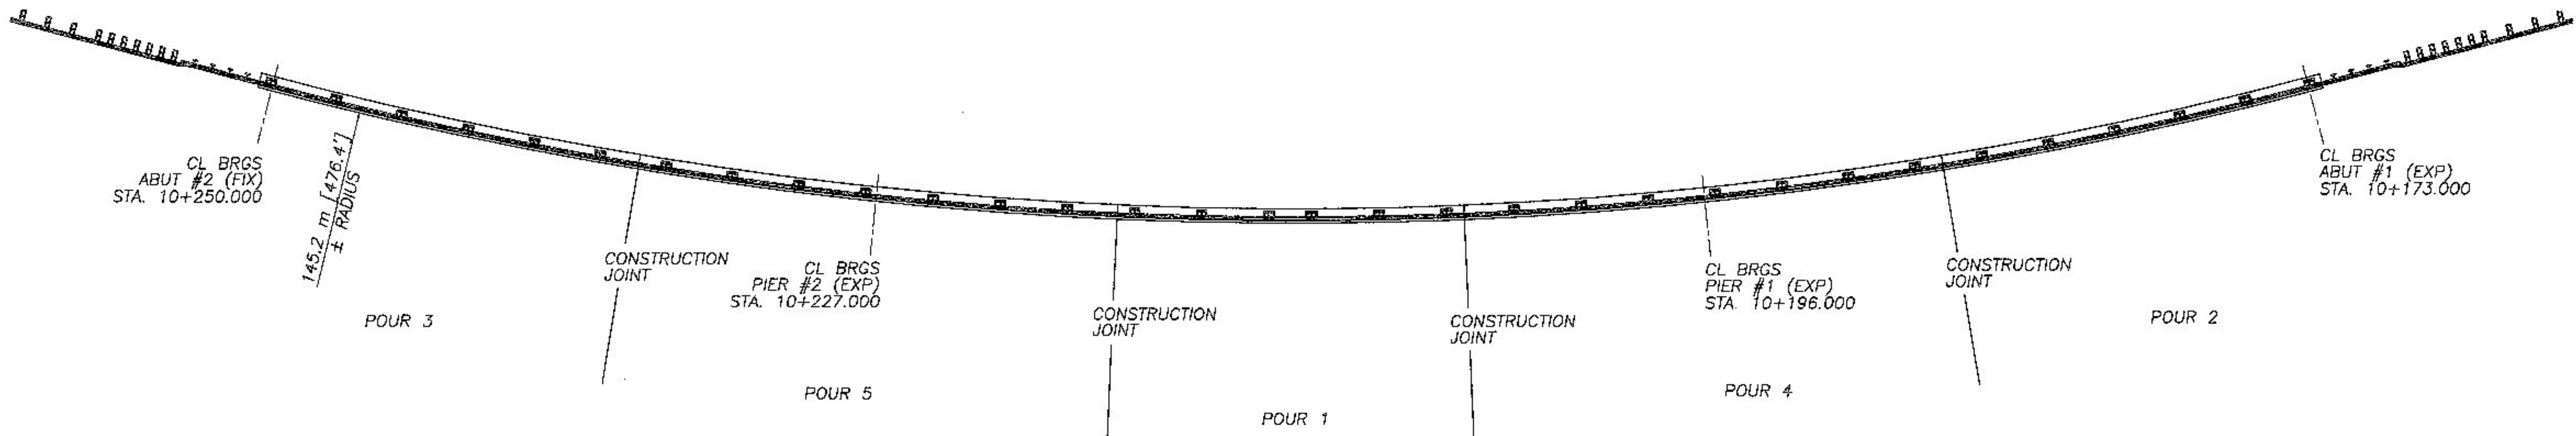 CL BRGS
ABUT #2 (FIX)
STA. 10+250.000
145.2 m [476.4']
± RADIUS
POUR 3
CONSTRUCTION
JOINT
CL BRGS
PIER #2 (EXP)
STA. 10+227.000
POUR 5
CONSTRUCTION
JOINT
POUR 1
CONSTRUCTION
JOINT
CL BRGS
PIER #1 (EXP)
STA. 10+196.000
POUR 4
CONSTRUCTION
JOINT
POUR 2
CL BRGS
ABUT #1 (EXP)
STA. 10+173.000